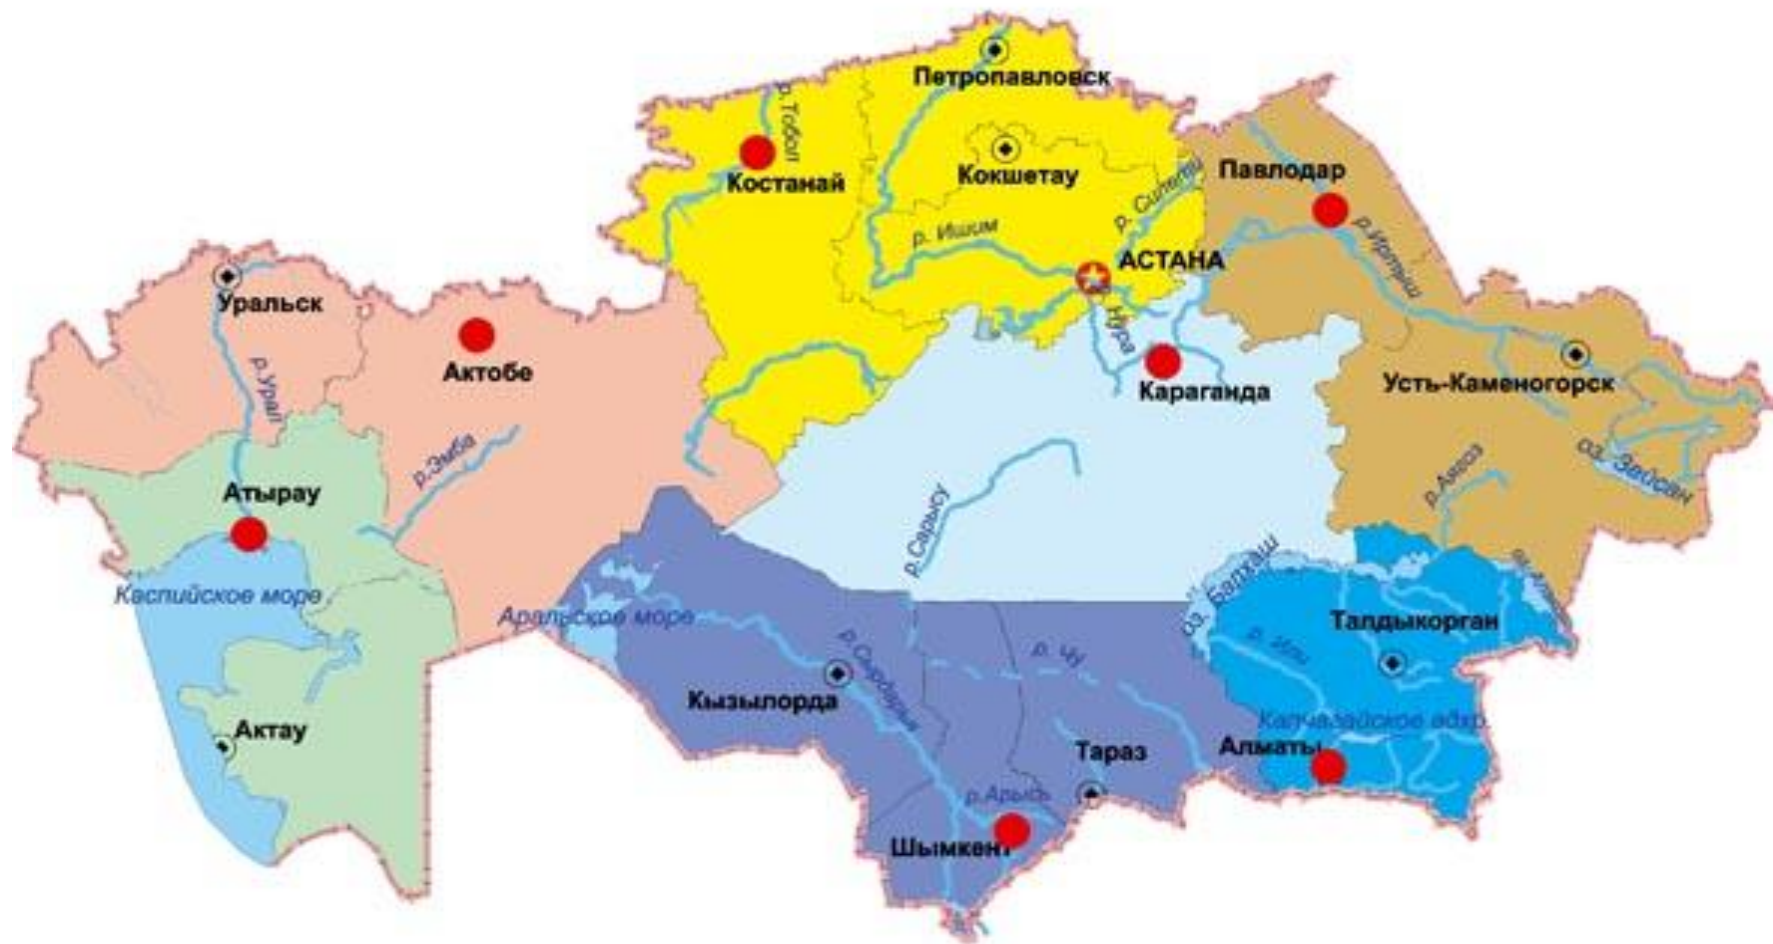 Петропавловск
р.Тобол
Костанай
Кокшетау
Павлодар
р. Силети
р. Ишим
р.Иртыш
АСТАНА
Уральск
Нура
Актобе
р.Урал
Караганда
Усть-Каменогорск
р.Эмба
оз. Зайсан
р.Аягоз
Атырау
р.Сарысу
оз. Балхаш
Каспийское море
Аральское море
Талдыкорган
р.Сырдарья
р. Чу
р. Или
Кызылорда
Капчагайское вдхр.
Актау
Тараз
Алматы
р.Арысь
Шымкент